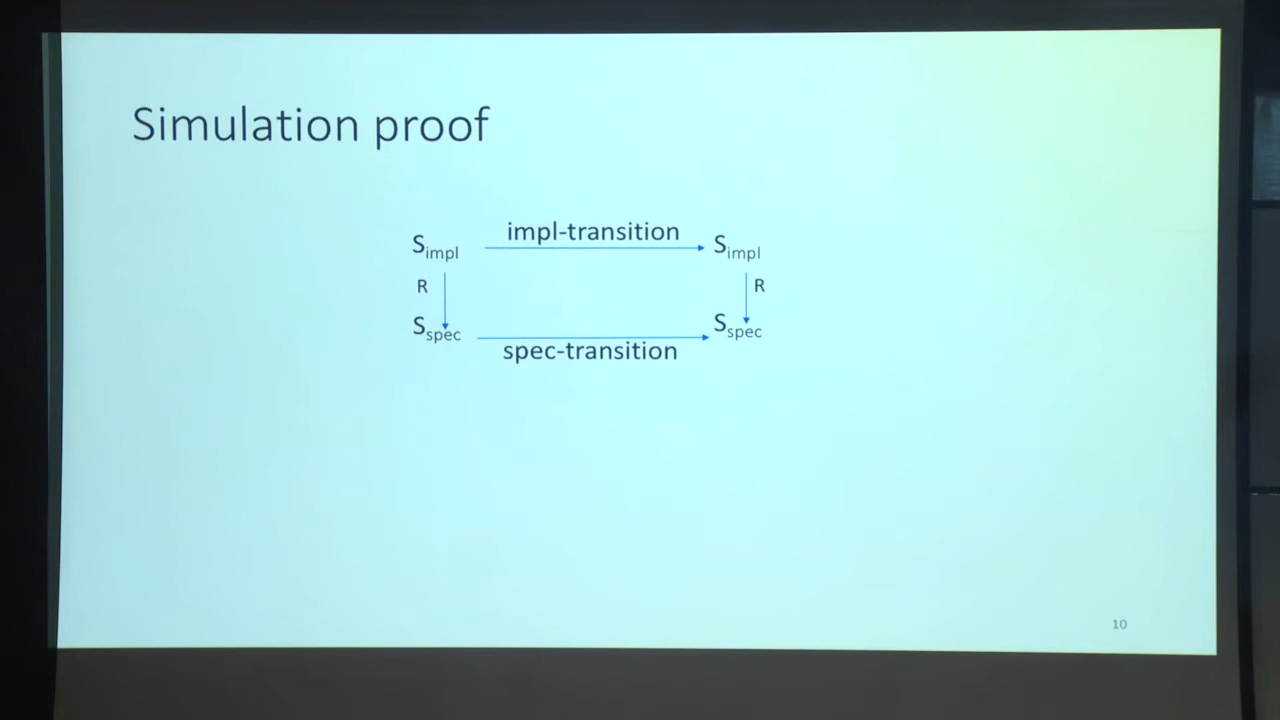 Simulation proof
impl-transition
S_impl S_impl
R R
S_spec S_spec
spec-transition
10